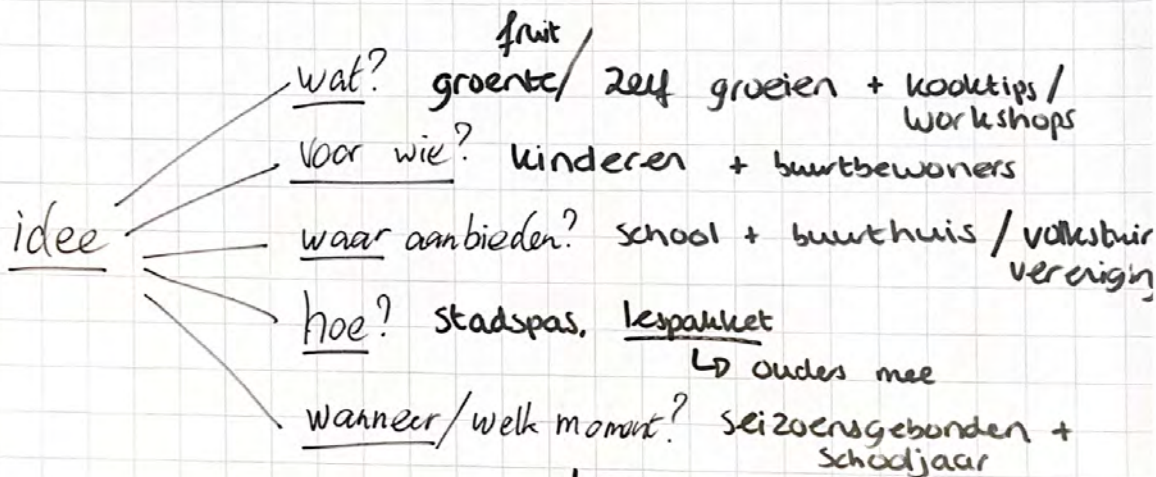 fruit
wat? groente/ zelf groeien + kooktips/
workshops
voor wie? kinderen + buurtbewoners
idee
waar aanbieden? school + buurthuis / volkstuin
verenigin
hoe? stadspas, lespakket
↳ ouders mee
wanneer/welk moment? seizoensgebonden +
schooljaar